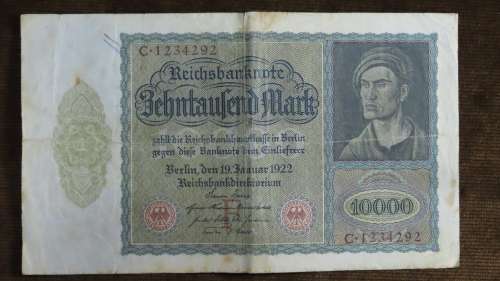 C·1234292
Reichsbanknote
Zehntausend Mark
zahlt die Reichsbankhauptkasse in Berlin
gegen diese Banknote dem Einlieferer
Berlin, den 19. Januar 1922
Reichsbankdirektorium
10000
C·1234292